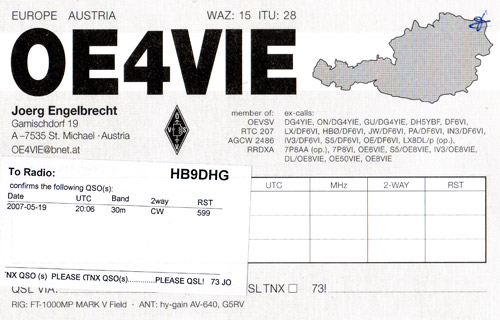 EUROPE AUSTRIA WAZ: 15 ITU: 28
OE4VIE
Joerg Engelbrecht
Gamischdorf 19
A –7535 St. Michael · Austria
OE4VIE@bnet.at
OEVSV
member of: ex-calls:
OEVSV DG4YIE, ON/DG4YIE, GU/DG4YIE, DH5YBF, DF6VI,
RTC 207 LX/DF6VI, HBØ/DF6VI, JW/DF6VI, PA/DF6VI, IN3/DF6VI,
AGCW 2486 IV3/DF6VI, S5/DF6VI, OE/DF6VI, LX8DL/p (op.),
RRDXA 7P8AA (op.), 7P8VI, OE6VIE, S5/OE8VIE, IV3/OE8VIE,
DL/OE8VIE, OE50VIE, OE8VIE
To Radio: HB9DHG
confirms the following QSO(s):
Date UTC Band 2way RST
2007-05-19 20:06 30m CW 599
TNX QSO (s) PLEASE (TNX QSO(s)...........PLEASE QSL! 73 JO
UTC MHz 2-WAY RST
QSL VIA: SL TNX 73!
RIG: FT-1000MP MARK V Field · ANT: hy-gain AV-640, G5RV